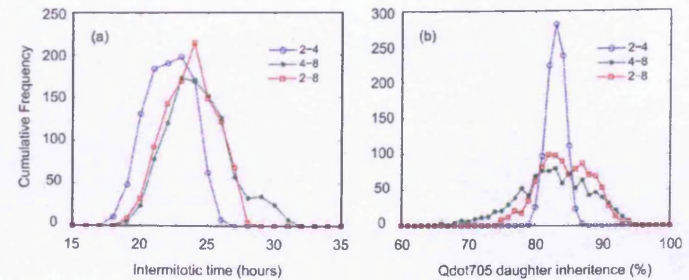 (a)
Cumulative Frequency
250
200
150
100
50
0
2-4
4-8
2-8
15 20 25 30 35
Intermitotic time (hours)
(b)
300
250
200
150
100
50
0
2-4
4-8
2-8
60 70 80 90 100
Qdot705 daughter inheritence (%)